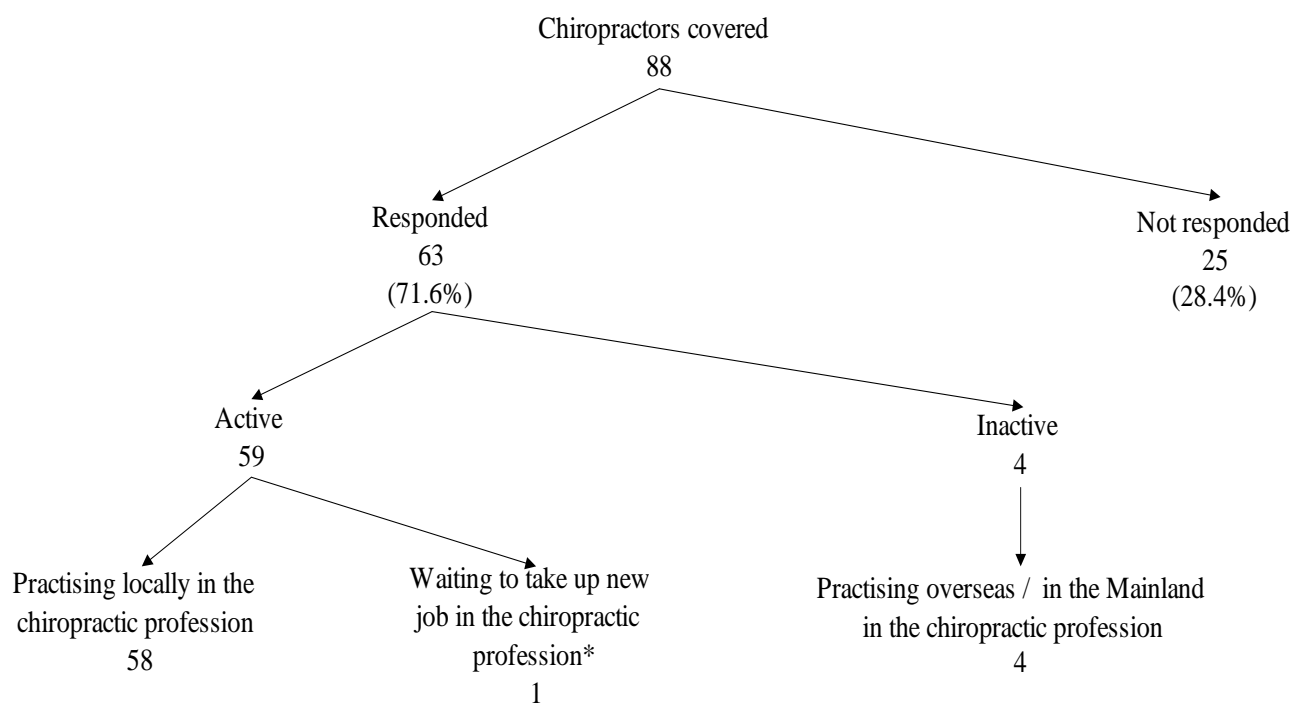 Chiropractors covered
88
Responded
63
(71.6%)
Not responded
25
(28.4%)
Active
59
Inactive
4
Practising locally in the
chiropractic profession
58
Waiting to take up new
job in the chiropractic
profession*
1
Practising overseas / in the Mainland
in the chiropractic profession
4